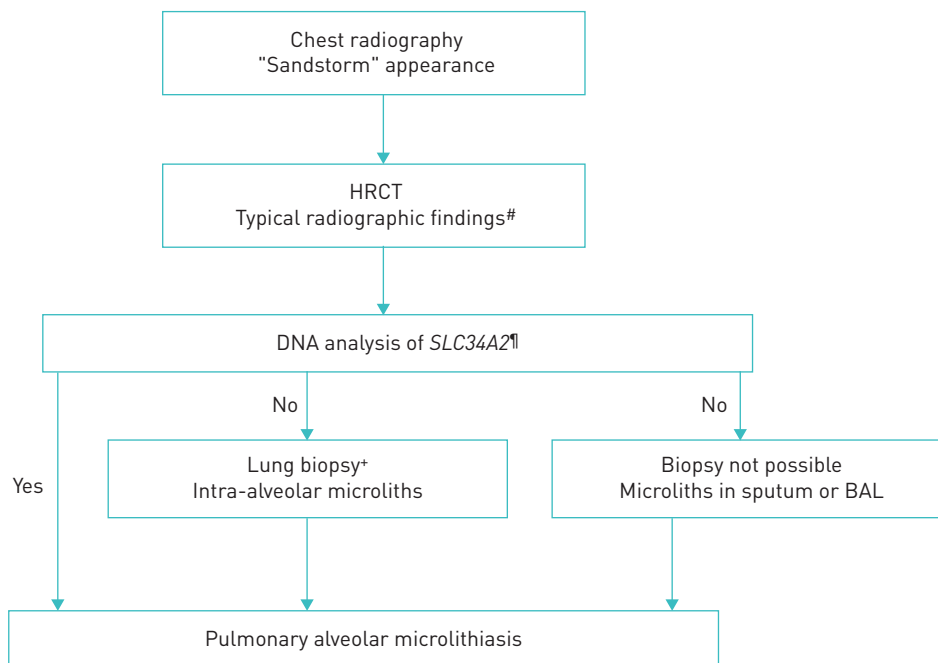 Chest radiography
"Sandstorm" appearance
HRCT
Typical radiographic findings#
DNA analysis of SLC34A2¶
No
No
Yes
Lung biopsy+
Intra-alveolar microliths
Biopsy not possible
Microliths in sputum or BAL
Pulmonary alveolar microlithiasis